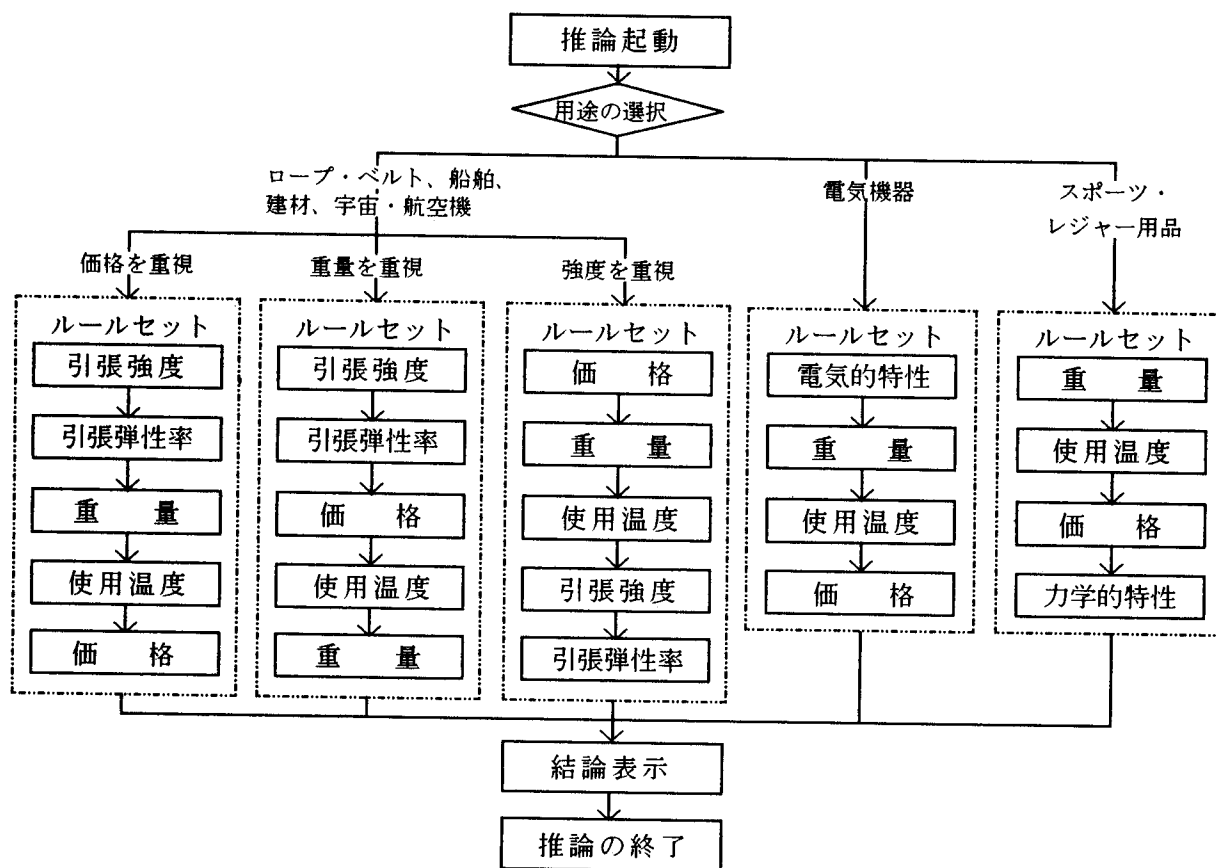 推論起動
用途の選択
ロープ・ベルト、船舶、
建材、宇宙・航空機
電気機器
スポーツ・
レジャー用品
価格を重視
重量を重視
強度を重視
ルールセット
引張強度
引張弾性率
重量
使用温度
価格
ルールセット
引張強度
引張弾性率
価格
使用温度
重量
ルールセット
価格
重量
使用温度
引張強度
引張弾性率
ルールセット
電気的特性
重量
使用温度
価格
ルールセット
重量
使用温度
価格
力学的特性
結論表示
推論の終了